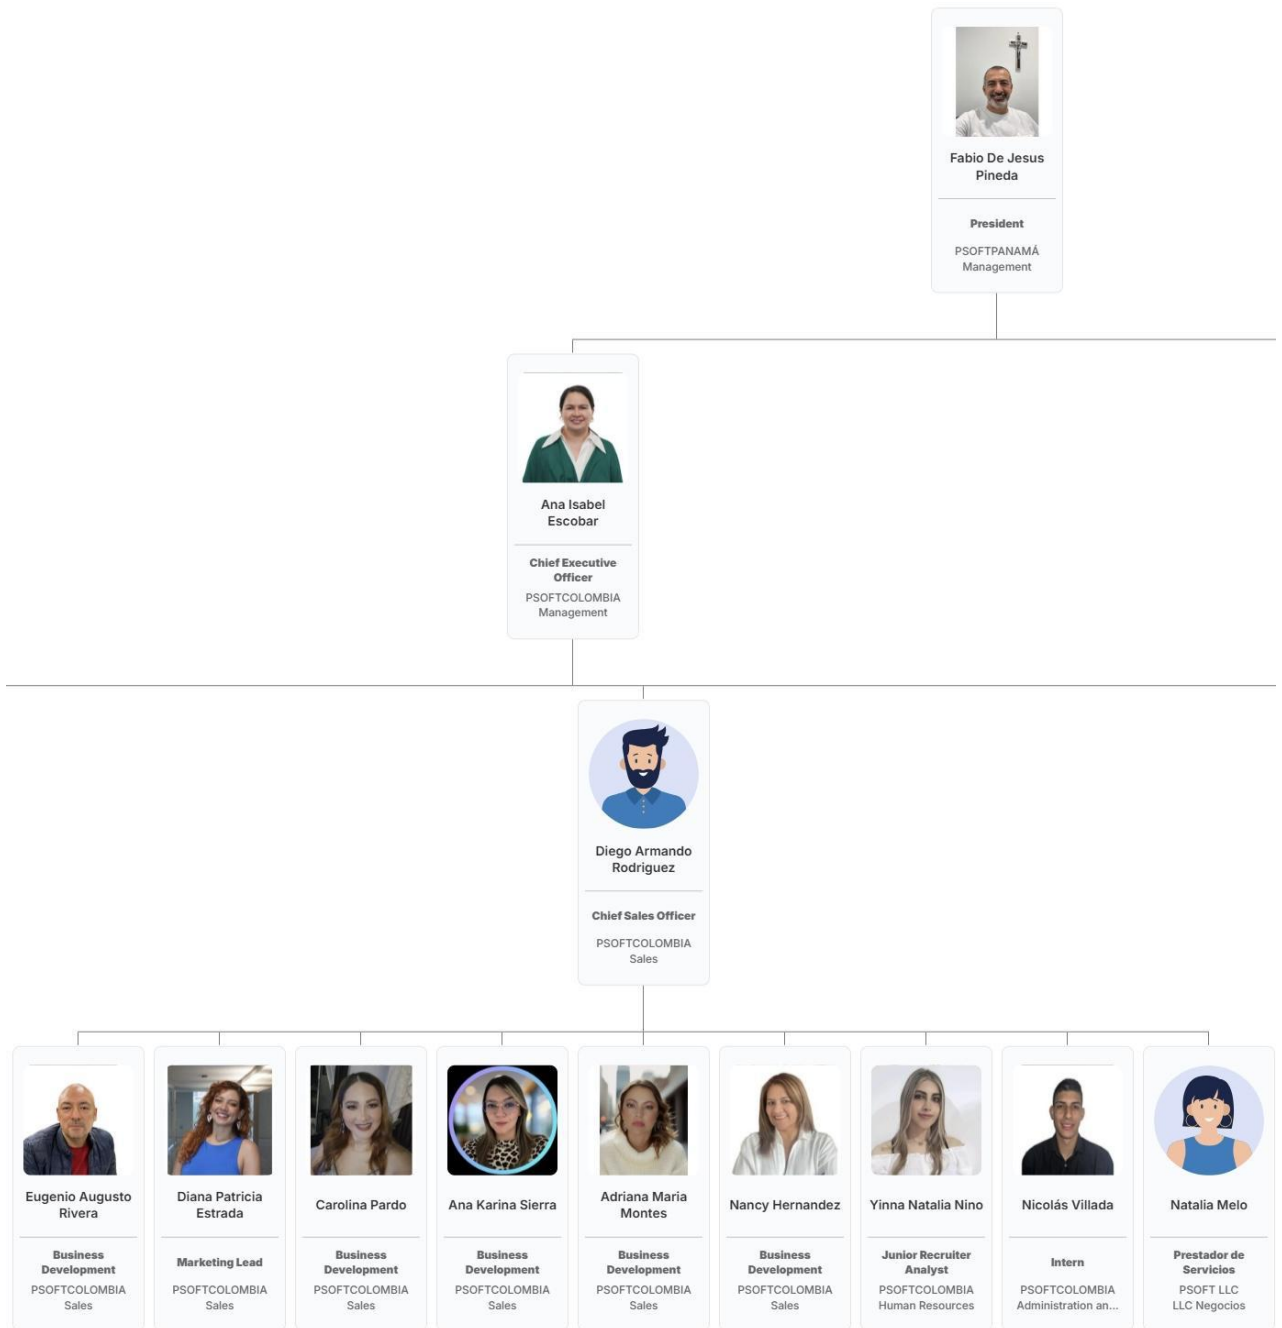 Fabio De Jesus
Pineda
President
PSOFTPANAMÁ
Management
Ana Isabel
Escobar
Chief Executive
Officer
PSOFTCOLOMBIA
Management
Diego Armando
Rodriguez
Chief Sales Officer
PSOFTCOLOMBIA
Sales
Eugenio Augusto
Rivera
Business
Development
PSOFTCOLOMBIA
Sales
Diana Patricia
Estrada
Marketing Lead
PSOFTCOLOMBIA
Sales
Carolina Pardo
Business
Development
PSOFTCOLOMBIA
Sales
Ana Karina Sierra
Business
Development
PSOFTCOLOMBIA
Sales
Adriana Maria
Montes
Business
Development
PSOFTCOLOMBIA
Sales
Nancy Hernandez
Business
Development
PSOFTCOLOMBIA
Sales
Yinna Natalia Nino
Junior Recruiter
Analyst
PSOFTCOLOMBIA
Human Resources
Nicolás Villada
Intern
PSOFTCOLOMBIA
Administration an...
Natalia Melo
Prestador de
Servicios
PSOFT LLC
LLC Negocios